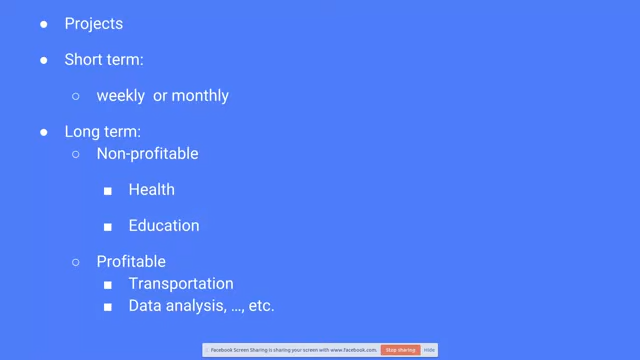 Projects
Short term:
weekly or monthly
Long term:
Non-profitable
Health
Education
Profitable
Transportation
Data analysis, ..., etc.
Facebook Screen Sharing is sharing your screen with www.facebook.com. Stop sharing Hide